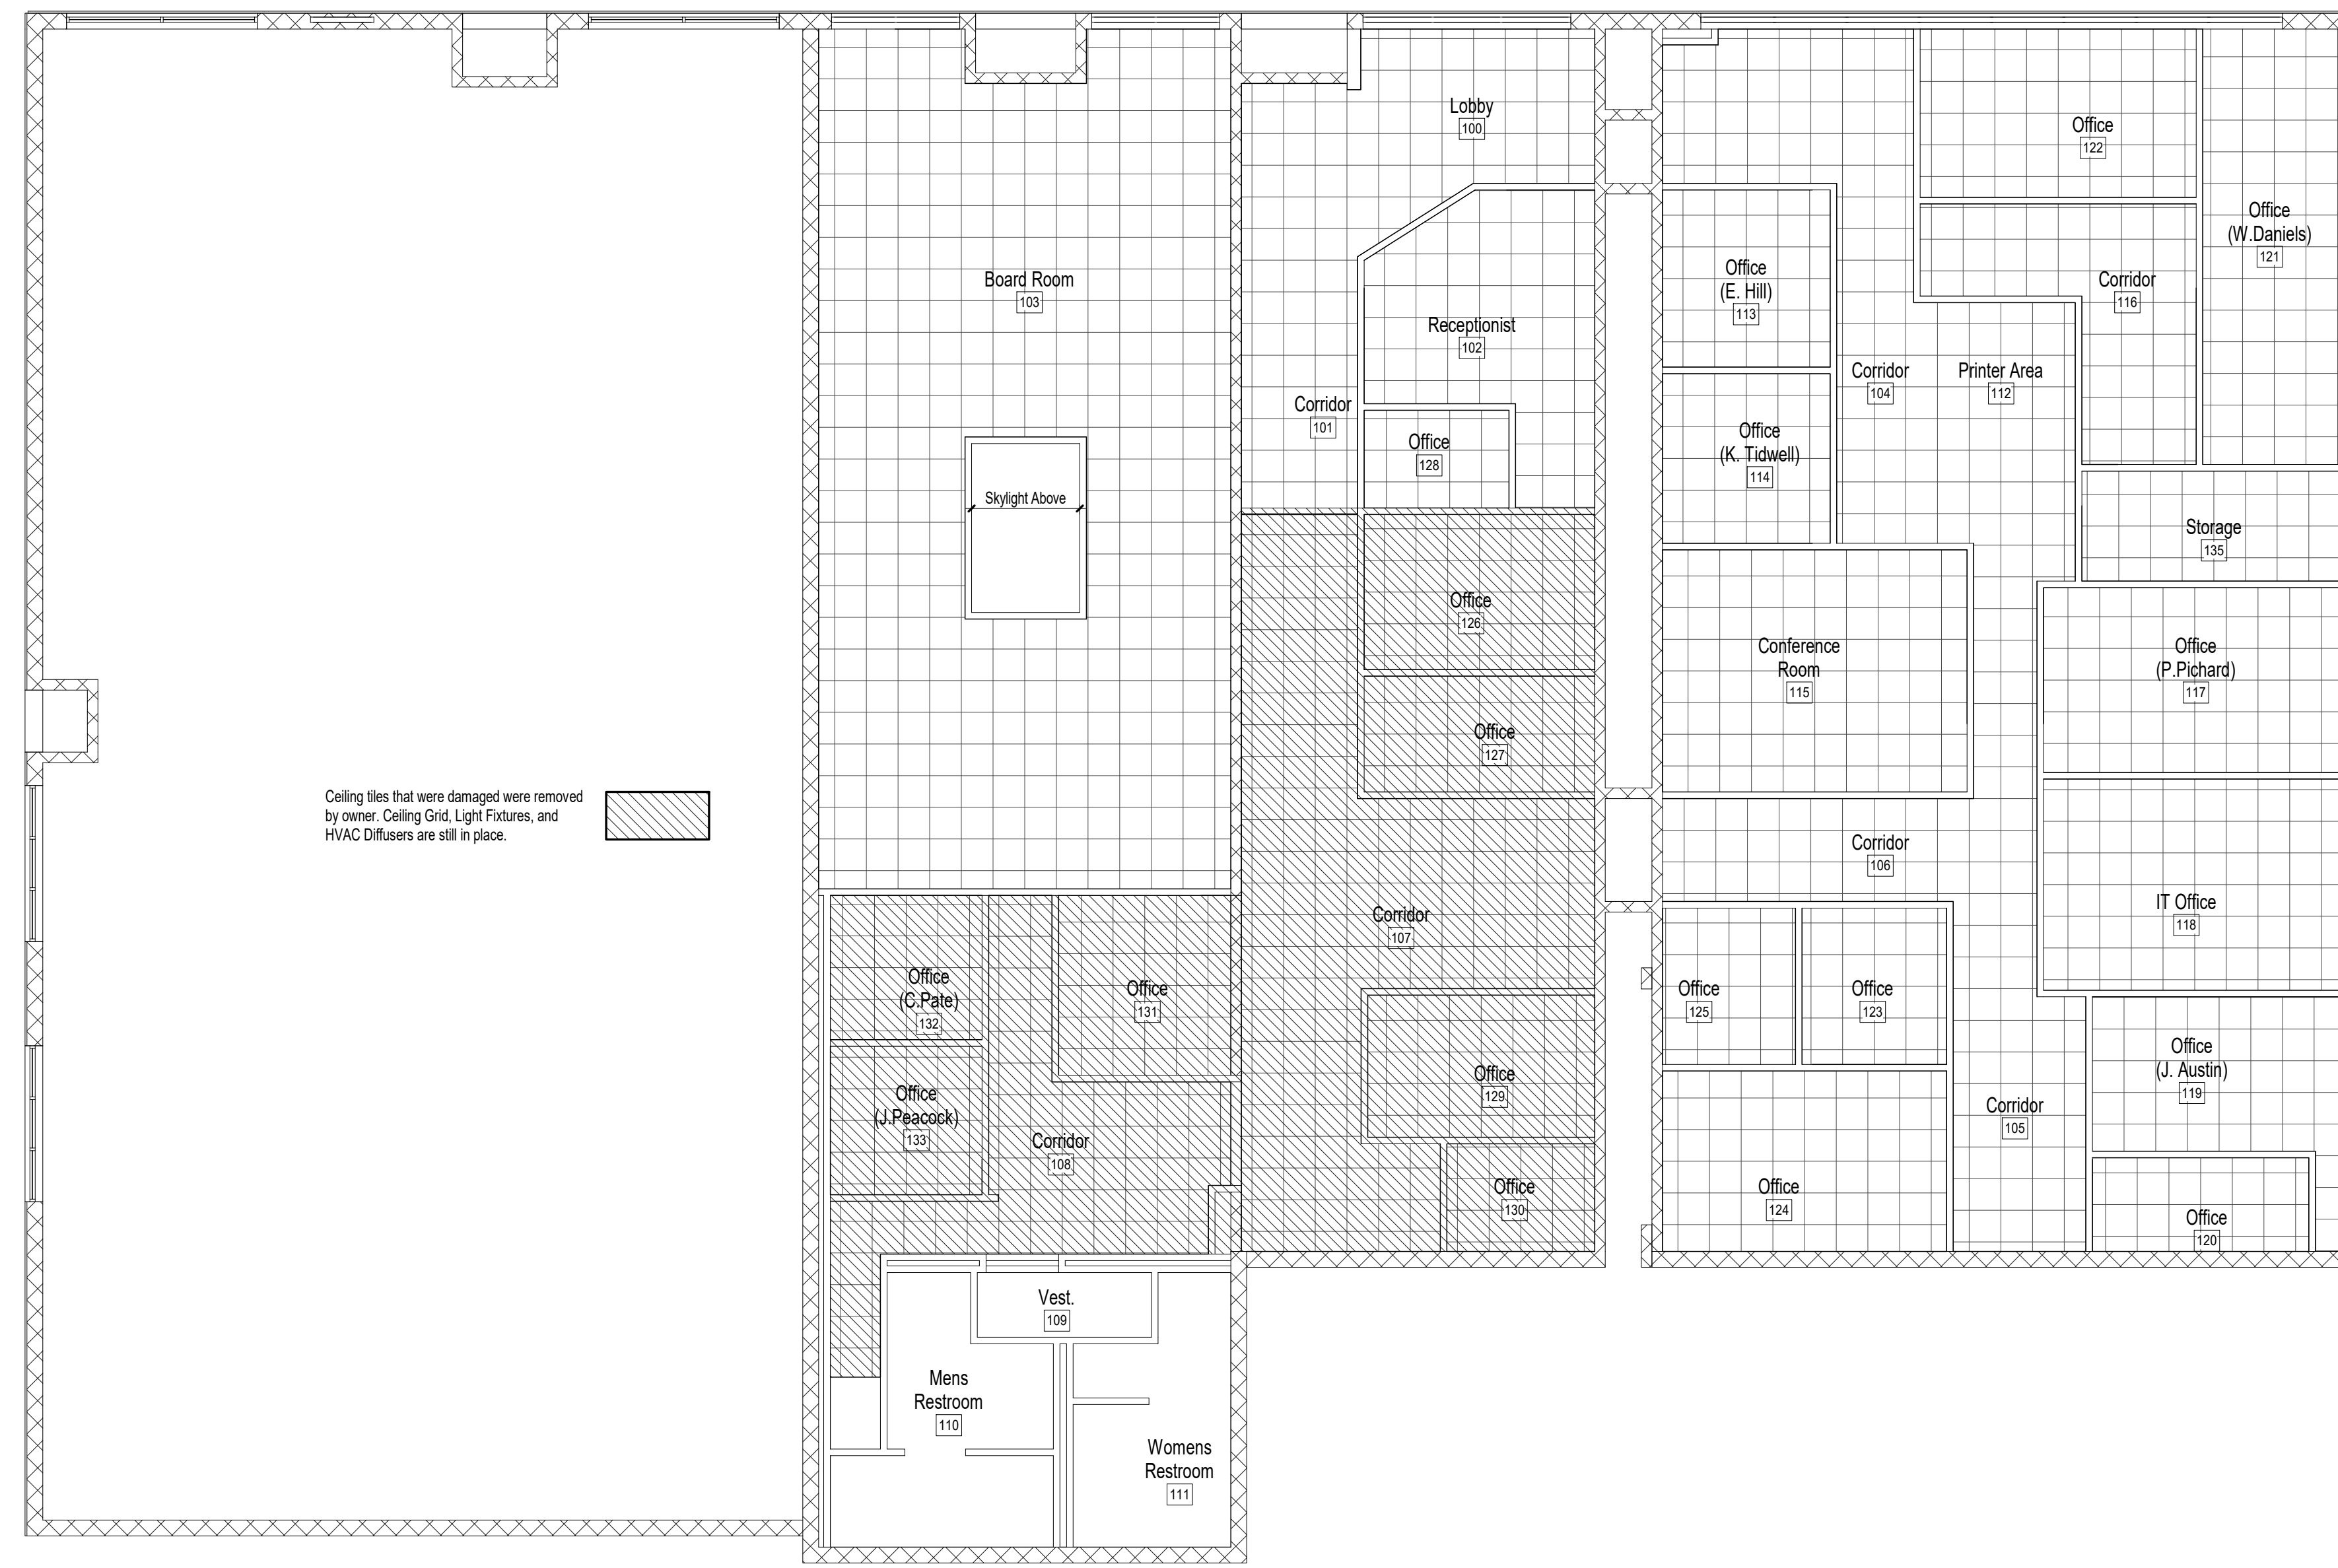 Lobby
100
Office
122
Office
(W.Daniels)
121
Board Room
103
Office
(E. Hill)
113
Corridor
116
Receptionist
102
Corridor
104
Printer Area
112
Corridor
101
Office
128
Office
(K. Tidwell)
114
Skylight Above
Storage
135
Office
126
Conference
Room
115
Office
(P.Pichard)
117
Office
127
Ceiling tiles that were damaged were removed
by owner. Ceiling Grid, Light Fixtures, and
HVAC Diffusers are still in place.
Corridor
106
Corridor
107
IT Office
118
Office
(C.Pate)
132
Office
131
Office
125
Office
123
Office
129
Office
(J. Austin)
119
Office
(J.Peacock)
133
Corridor
108
Corridor
105
Office
130
Office
124
Office
120
Vest.
109
Mens
Restroom
110
Womens
Restroom
111